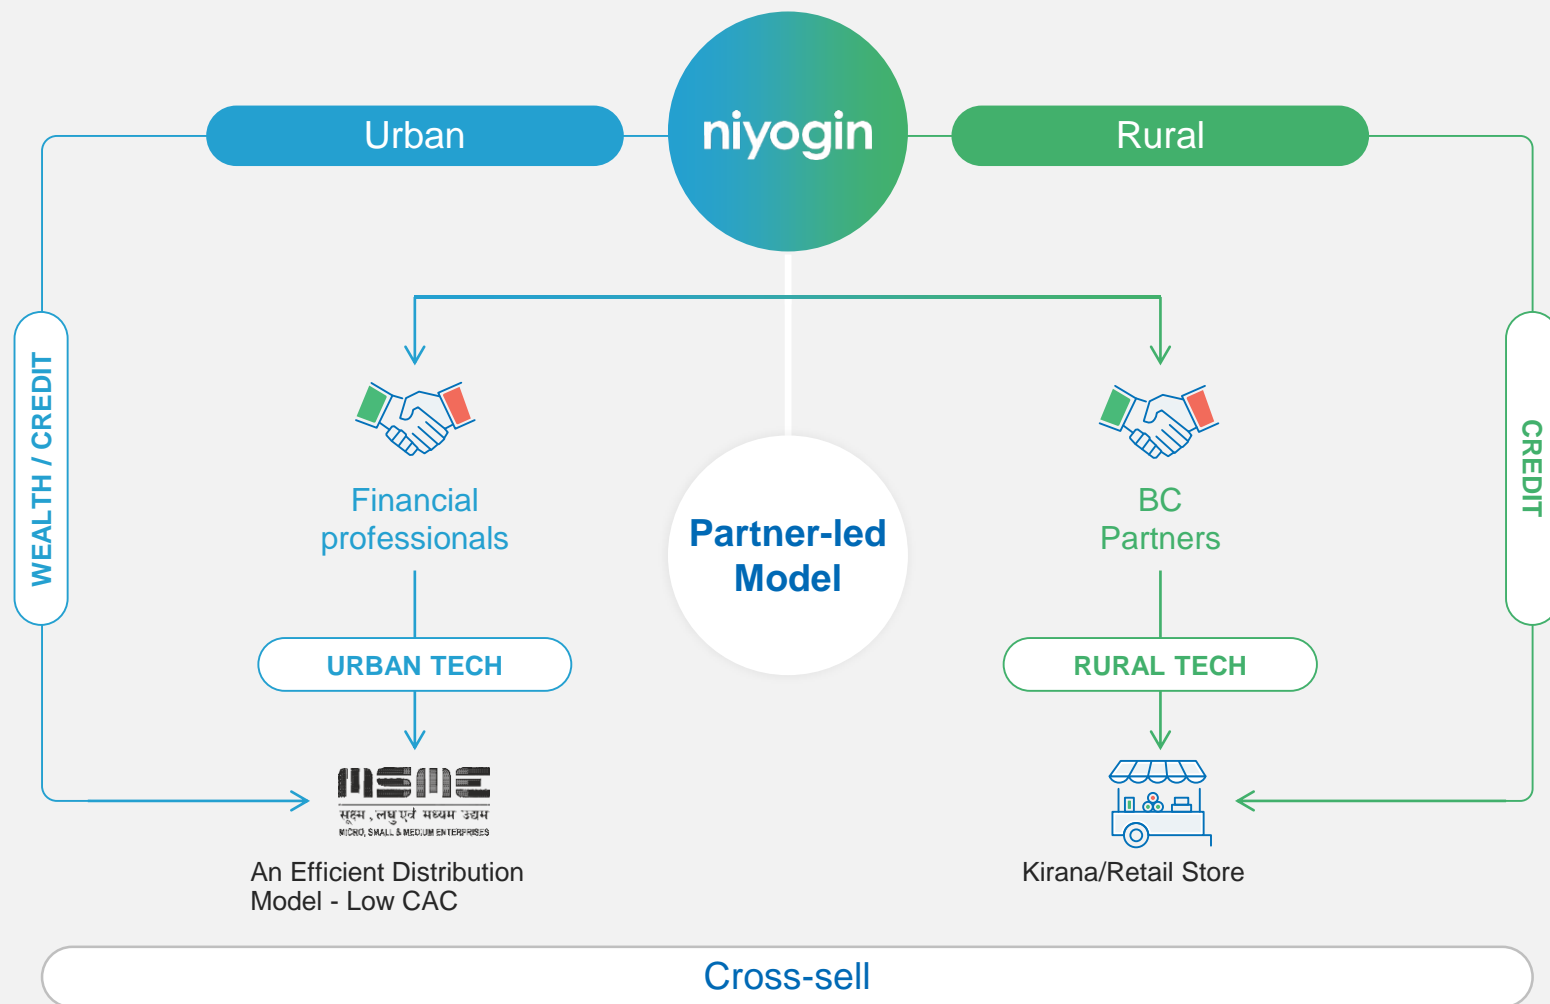 niyogin
Urban
Rural
WEALTH / CREDIT
CREDIT
Financial
professionals
BC
Partners
Partner-led
Model
URBAN TECH
RURAL TECH
MSME
सूक्ष्म , लघु एवं मध्यम उद्यम
MICRO, SMALL & MEDIUM ENTERPRISES
An Efficient Distribution
Model - Low CAC
Kirana/Retail Store
Cross-sell